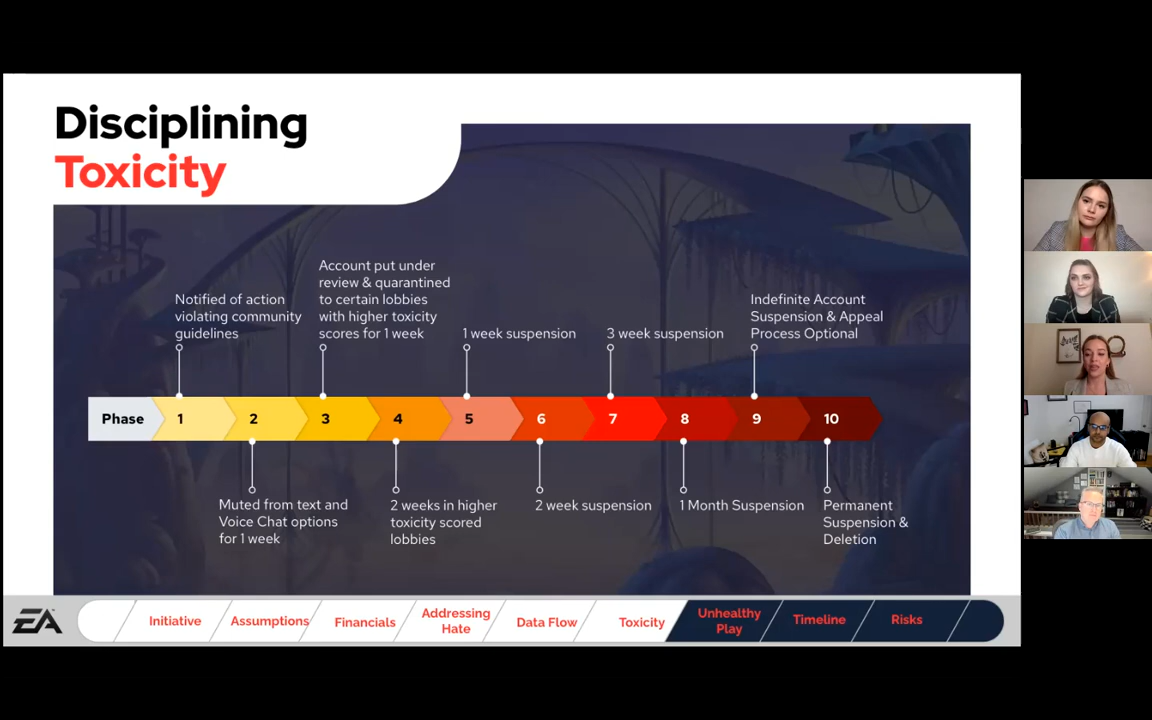 Disciplining
Toxicity
Account put under
review & quarantined
to certain lobbies
with higher toxicity
scores for 1 week
Notified of action
violating community
guidelines
1 week suspension
3 week suspension
Indefinite Account
Suspension & Appeal
Process Optional
Phase 1 2 3 4 5 6 7 8 9 10
Muted from text and
Voice Chat options
for 1 week
2 weeks in higher
toxicity scored
lobbies
2 week suspension
1 Month Suspension
Permanent
Suspension &
Deletion
EA
Initiative
Assumptions
Financials
Addressing
Hate
Data Flow
Toxicity
Unhealthy
Play
Timeline
Risks